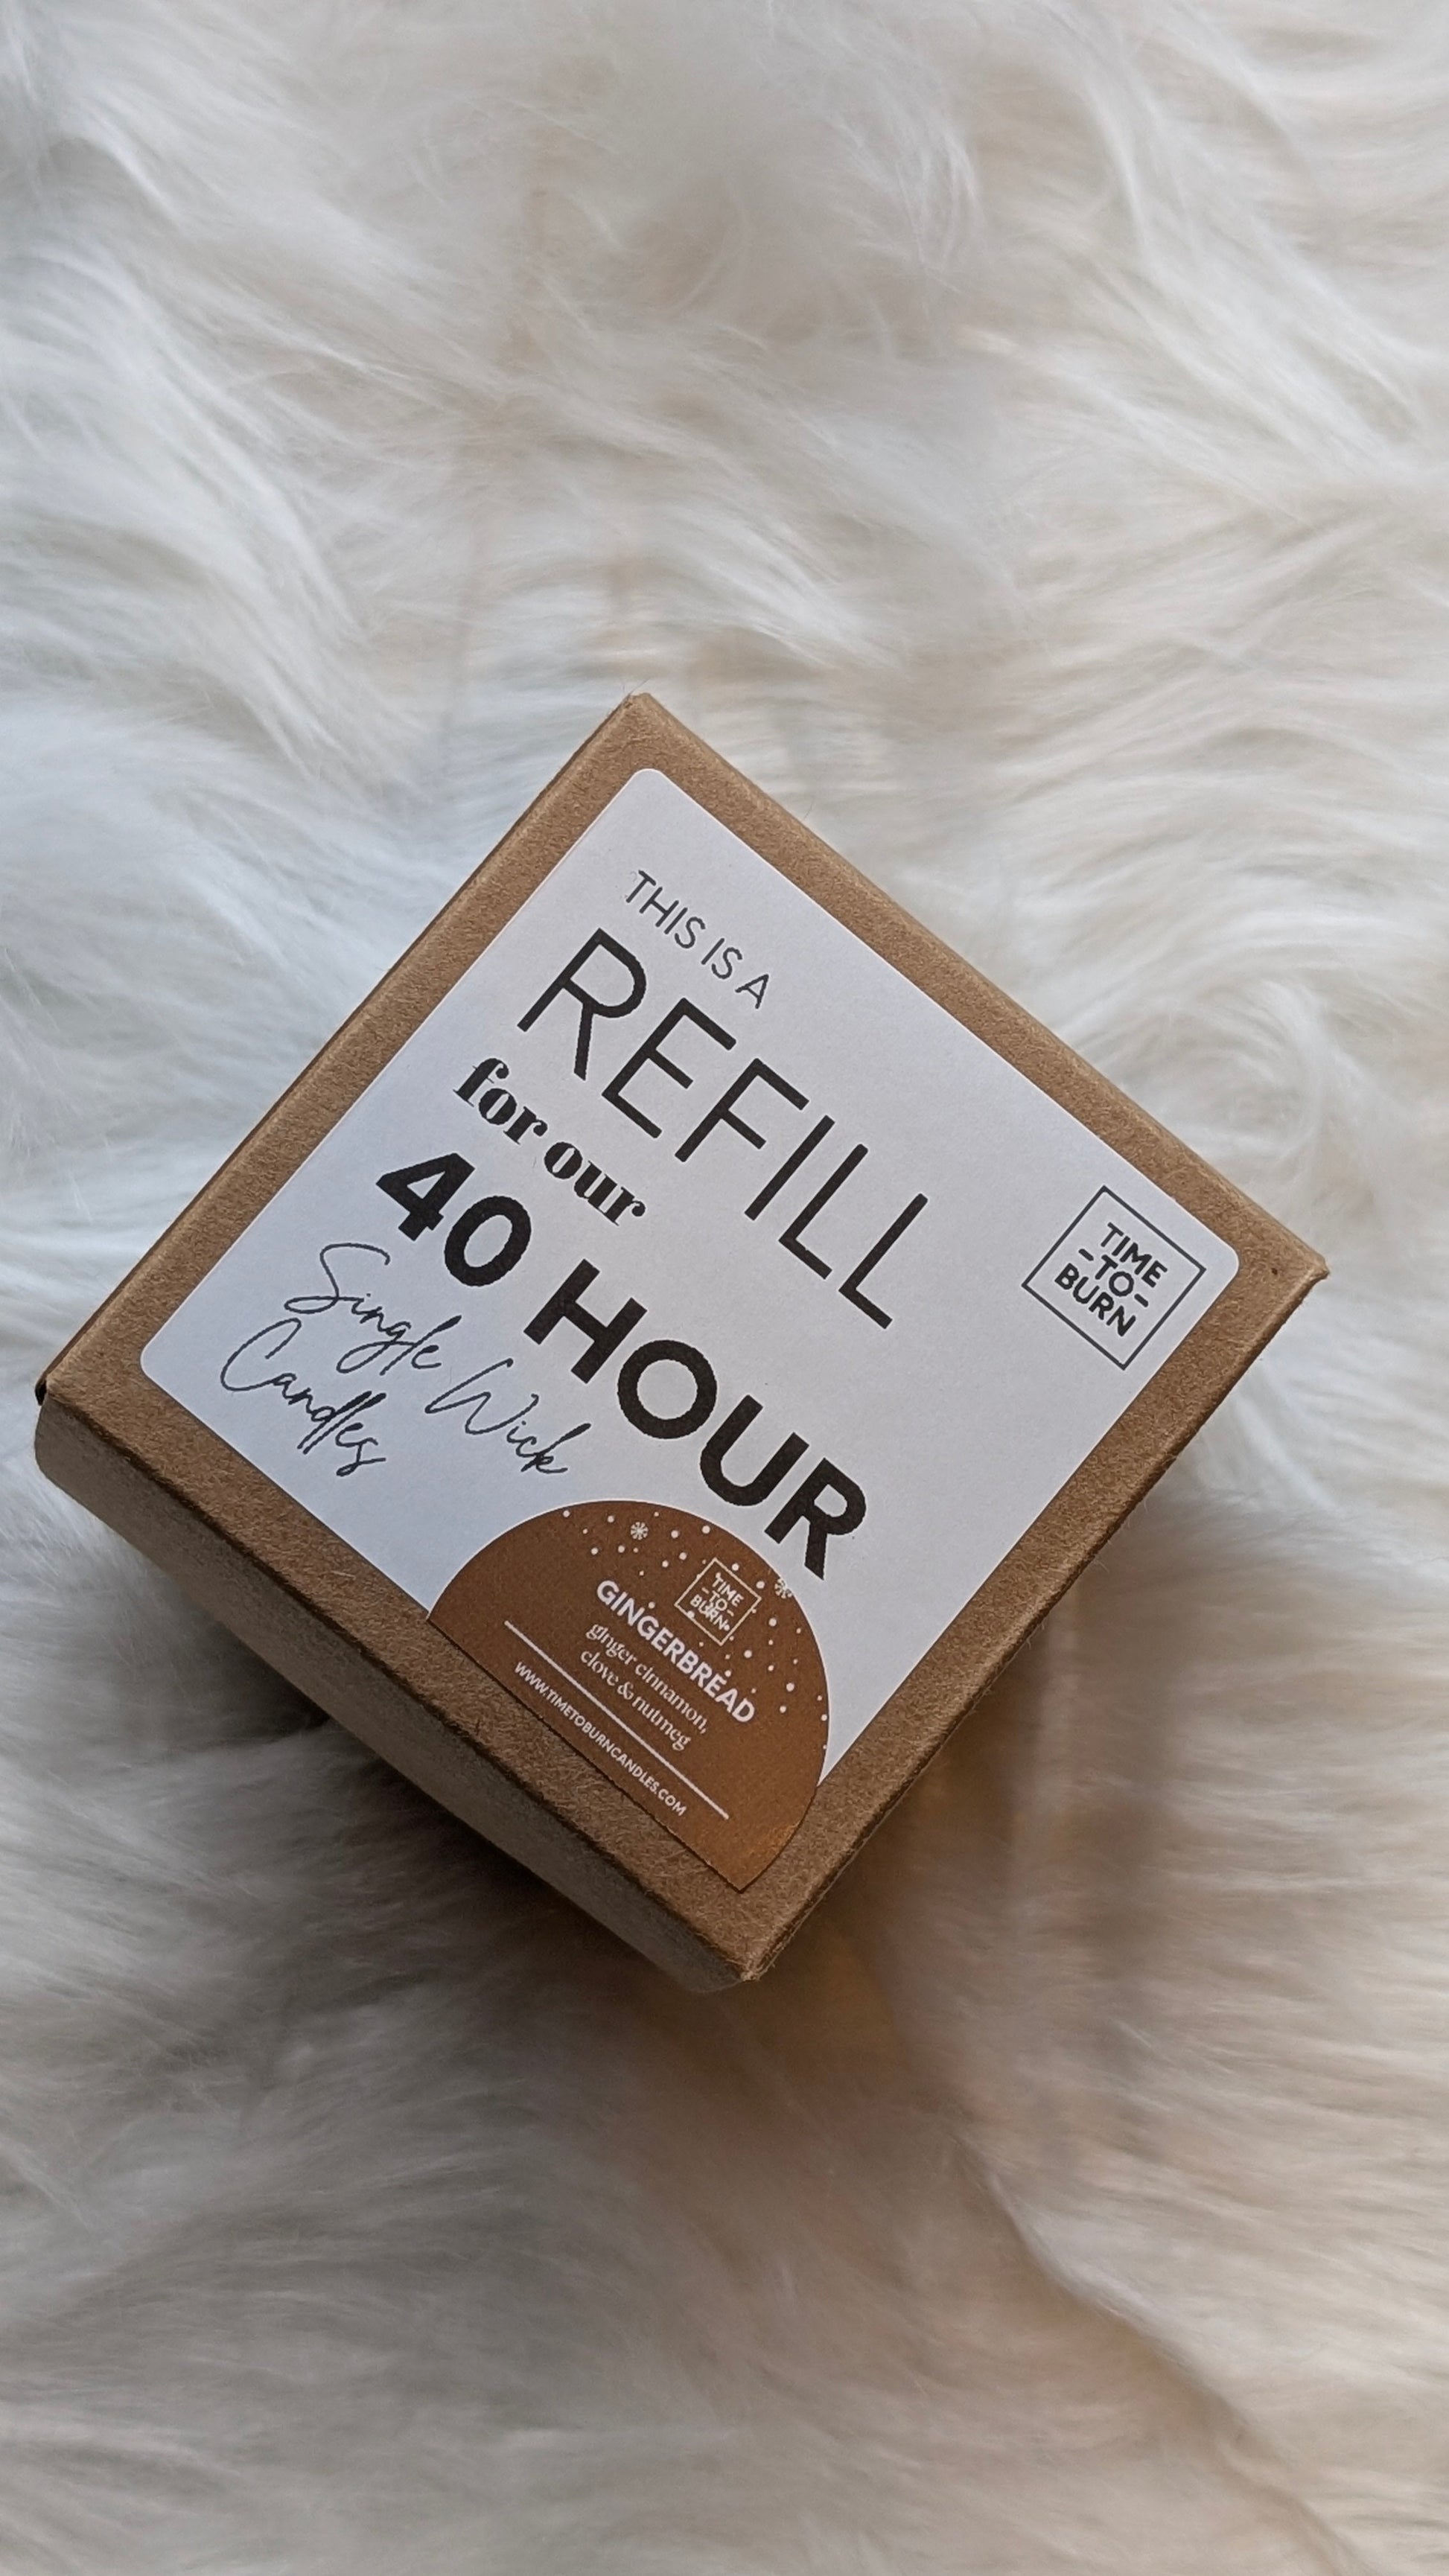 THIS IS A
REFILL
for our
40 HOUR
Single Wick
Candles
TIME
-TO-
BURN
TIME
-TO-
BURN
GINGERBREAD
ginger cinnamon,
clove & nutmeg
WWW.TIMETOBURNCANDLES.COM